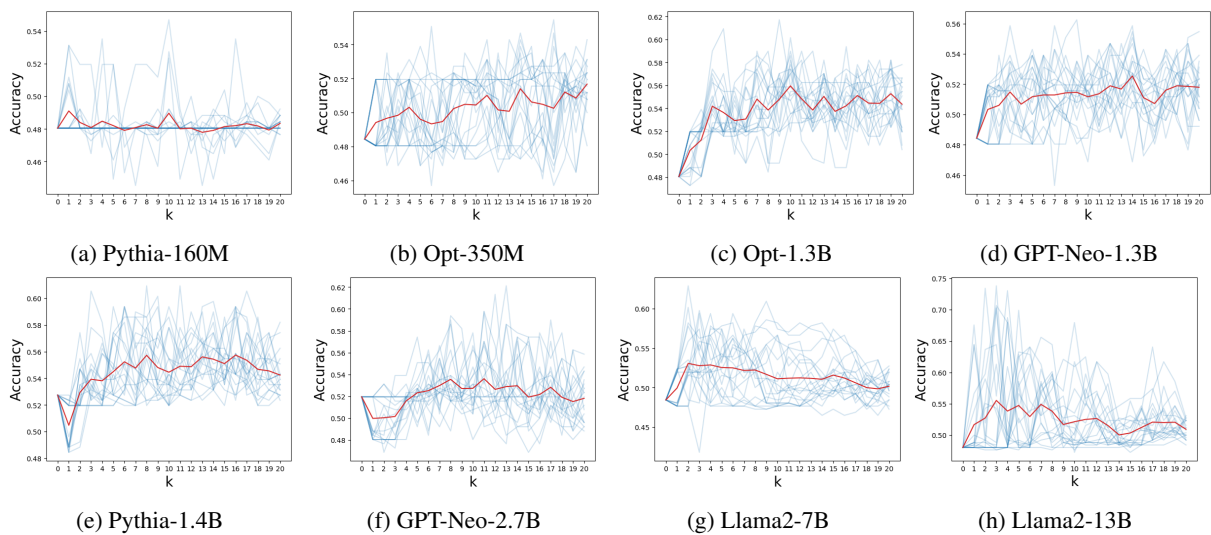 0.54
0.52
0.50
0.48
0.46
Accuracy
0 1 2 3 4 5 6 7 8 9 10 11 12 13 14 15 16 17 18 19 20
k
(a) Pythia-160M
0.54
0.52
0.50
0.48
0.46
Accuracy
0 1 2 3 4 5 6 7 8 9 10 11 12 13 14 15 16 17 18 19 20
k
(b) Opt-350M
0.62
0.60
0.58
0.56
0.54
0.52
0.50
0.48
Accuracy
0 1 2 3 4 5 6 7 8 9 10 11 12 13 14 15 16 17 18 19 20
k
(c) Opt-1.3B
0.56
0.54
0.52
0.50
0.48
0.46
Accuracy
0 1 2 3 4 5 6 7 8 9 10 11 12 13 14 15 16 17 18 19 20
k
(d) GPT-Neo-1.3B
0.60
0.58
0.56
0.54
0.52
0.50
0.48
Accuracy
0 1 2 3 4 5 6 7 8 9 10 11 12 13 14 15 16 17 18 19 20
k
(e) Pythia-1.4B
0.62
0.60
0.58
0.56
0.54
0.52
0.50
0.48
Accuracy
0 1 2 3 4 5 6 7 8 9 10 11 12 13 14 15 16 17 18 19 20
k
(f) GPT-Neo-2.7B
0.60
0.55
0.50
0.45
Accuracy
0 1 2 3 4 5 6 7 8 9 10 11 12 13 14 15 16 17 18 19 20
k
(g) Llama2-7B
0.75
0.70
0.65
0.60
0.55
0.50
Accuracy
0 1 2 3 4 5 6 7 8 9 10 11 12 13 14 15 16 17 18 19 20
k
(h) Llama2-13B